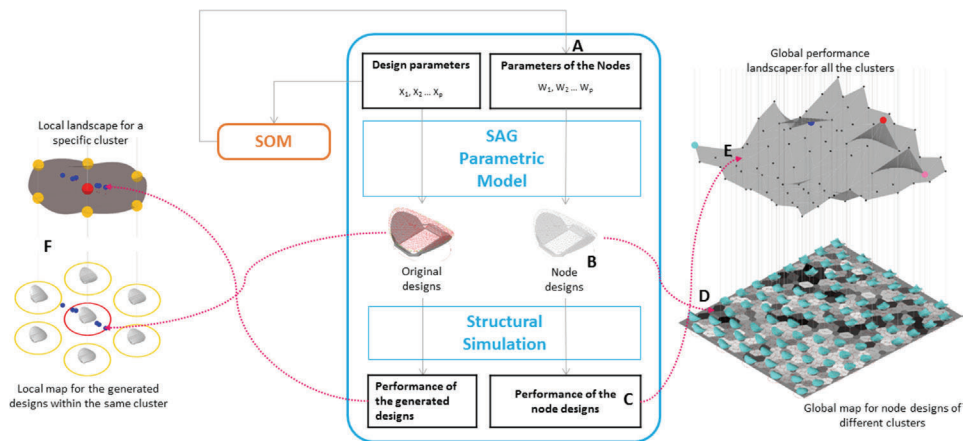 A
Design parameters
X1, X2 ... Xp
Parameters of the Nodes
W1, W2 ... Wp
SOM
SAG
Parametric
Model
Original
designs
Node
designs
B
Structural
Simulation
Performance of
the generated
designs
Performance of the
node designs
C
Local landscape for a
specific cluster
F
Local map for the generated
designs within the same cluster
Global performance
landscaper for all the clusters
E
D
Global map for node designs of
different clusters